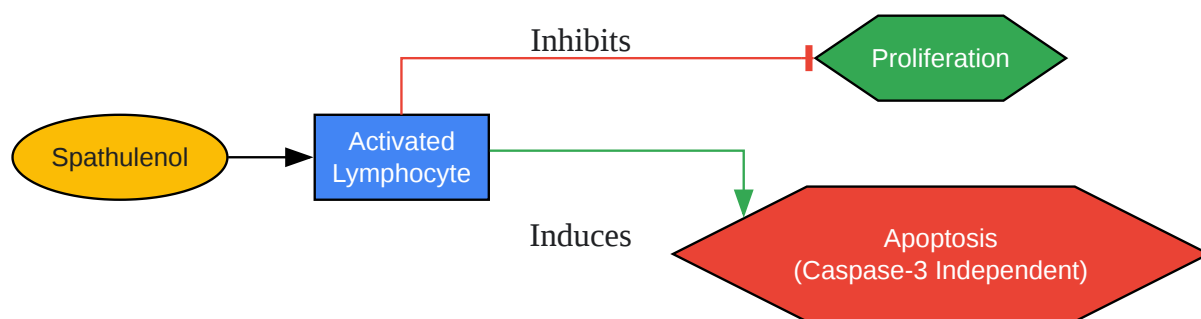 Inhibits
Proliferation
Spathulenol
Activated
Lymphocyte
Induces
Apoptosis
(Caspase-3 Independent)